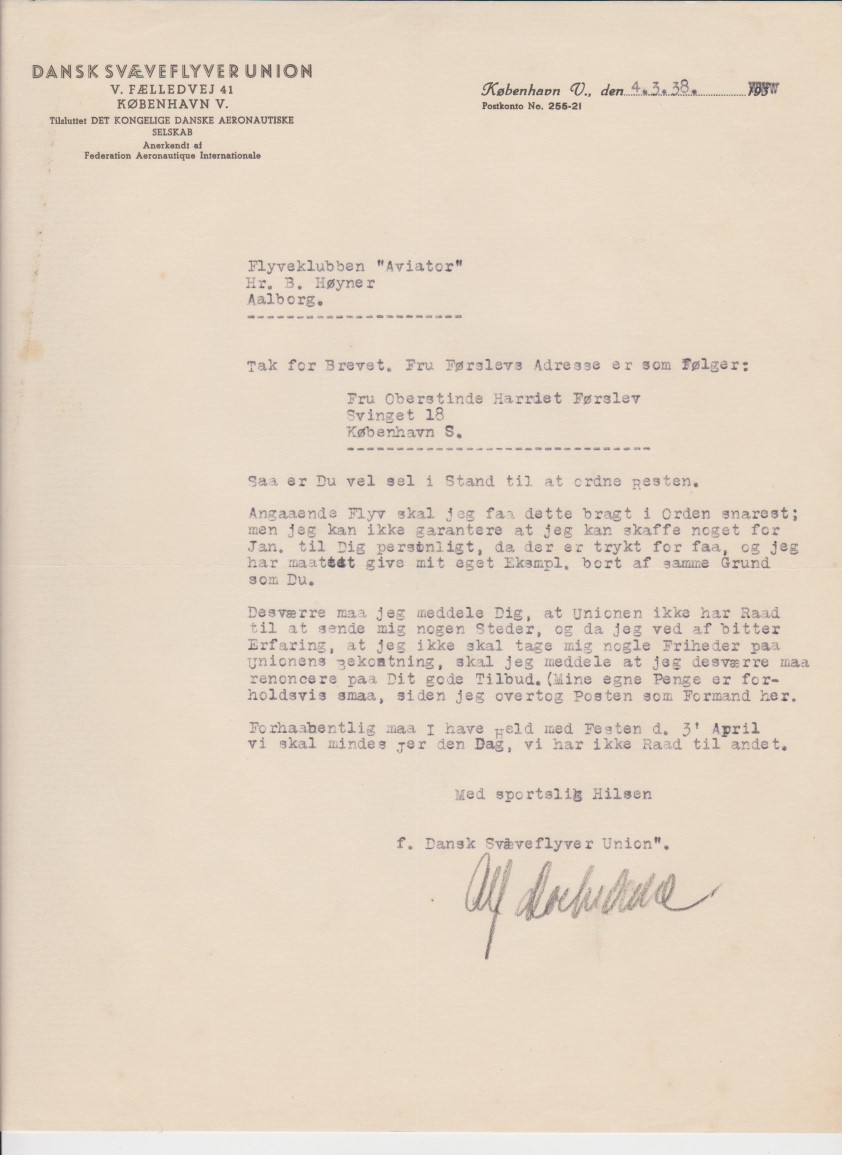 DANSK SVÆVEFLYVER UNION
V. FÆLLEDVEJ 41
KØBENHAVN V.
Tilsluttet DET KONGELIGE DANSKE AERONAUTISKE
SELSKAB
Anerkendt af
Federation Aeronautique Internationale
København V., den 4.3.38. 193
Postkonto No. 255-21
Flyveklubben "Aviator"
Hr. B. Høyner
Aalborg.
Tak for Brevet. Fru Førslevs Adresse er som Følger:
Fru Oberstinde Harriet Førslev
Svinget 18
København S.
Saa er Du vel sel i Stand til at ordne Resten.
Angaaende Flyv skal jeg faa dette bragt i Orden snarest;
men jeg kan ikke garantere at jeg kan skaffe noget for
Jan. til Dig personligt, da der er trykt for faa, og jeg
har maattet give mit eget Eksmpl. bort af samme Grund
som Du.
Desværre maa jeg meddele Dig, at Unionen ikke har Raad
til at sende mig nogen Steder, og da jeg ved af bitter
Erfaring, at jeg ikke skal tage mig nogle Friheder paa
Unionens Bekostning, skal jeg meddele at jeg desværre maa
renoncere paa Dit gode Tilbud. (Mine egne Penge er for-
holdsvis smaa, siden jeg overtog Posten som Formand her.
Forhaabentlig maa I have Held med Festen d. 3' April
vi skal mindes Jer den Dag, vi har ikke Raad til andet.
Med sportslig Hilsen
f. Dansk Svæveflyver Union".
Alf